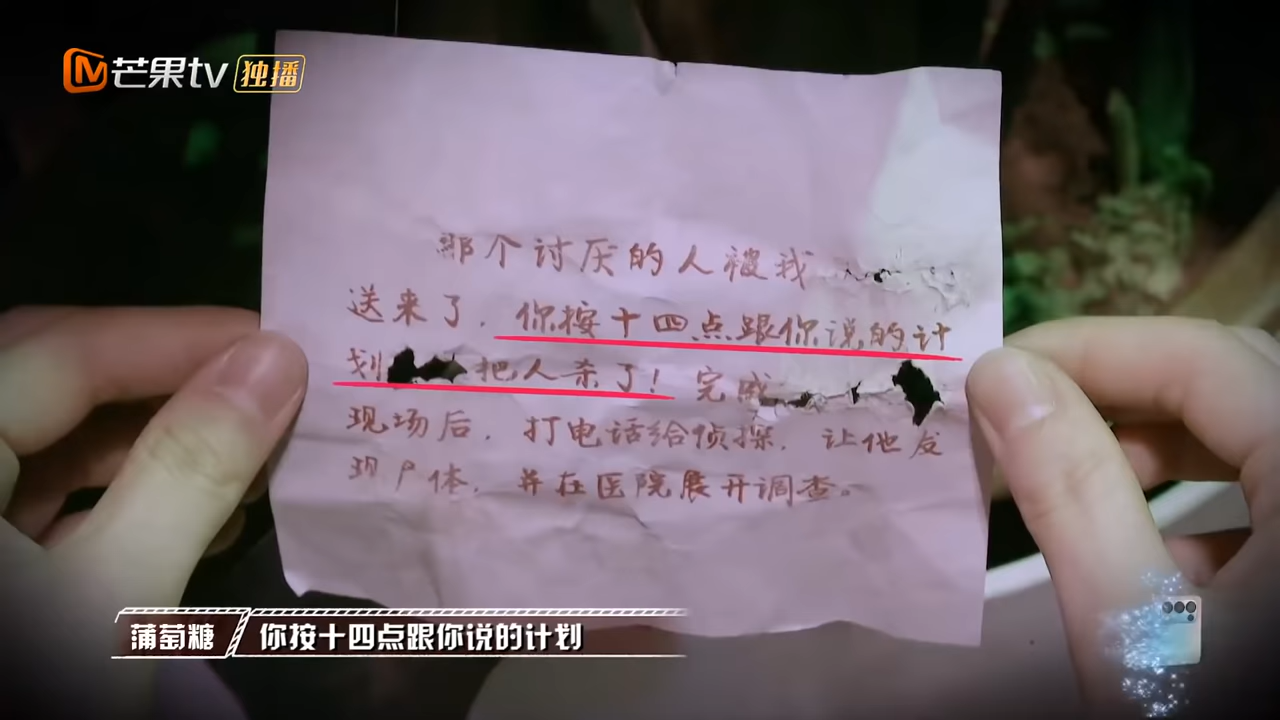 芒果tv 独播
那个讨厌的人被我
送来了，你按十四点跟你说的计
划 把人杀了！完成
现场后，打电话给侦探，让他发
现尸体，并在医院展开调查。
蒲萄糖 你按十四点跟你说的计划